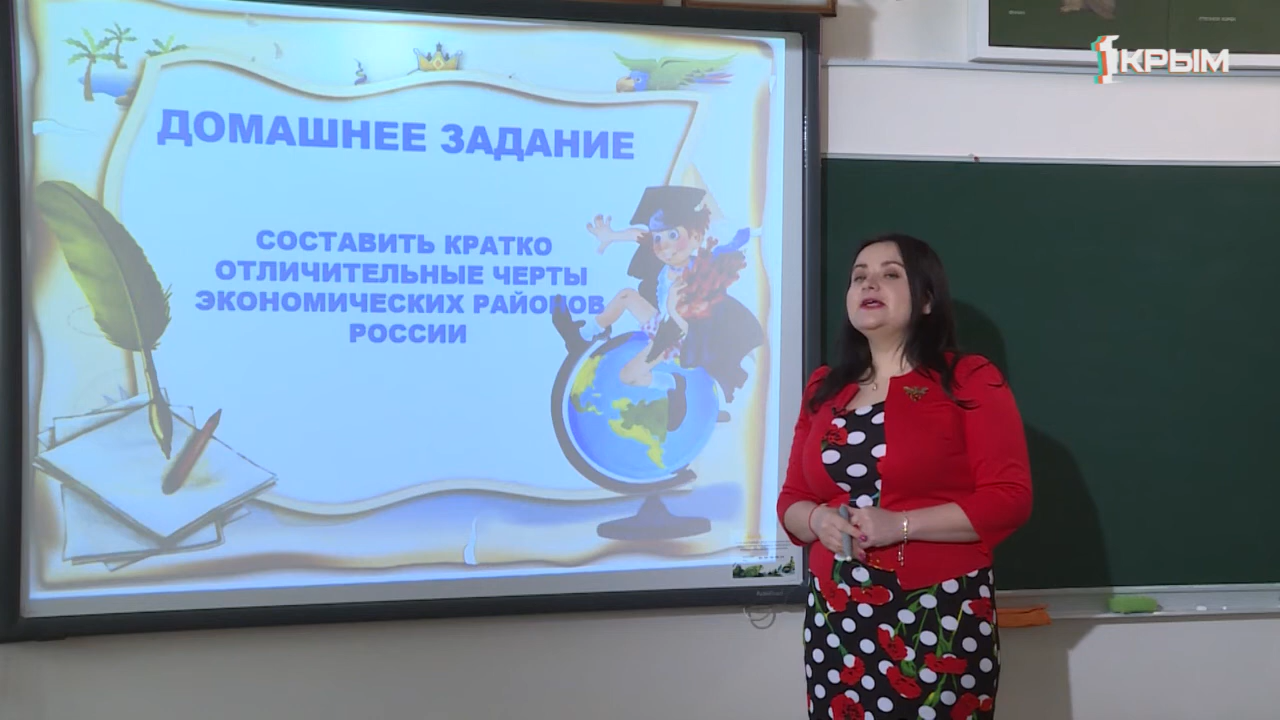 1КРЫМ
ДОМАШНЕЕ ЗАДАНИЕ
СОСТАВИТЬ КРАТКО
ОТЛИЧИТЕЛЬНЫЕ ЧЕРТЫ
ЭКОНОМИЧЕСКИХ РАЙОНОВ
РОССИИ